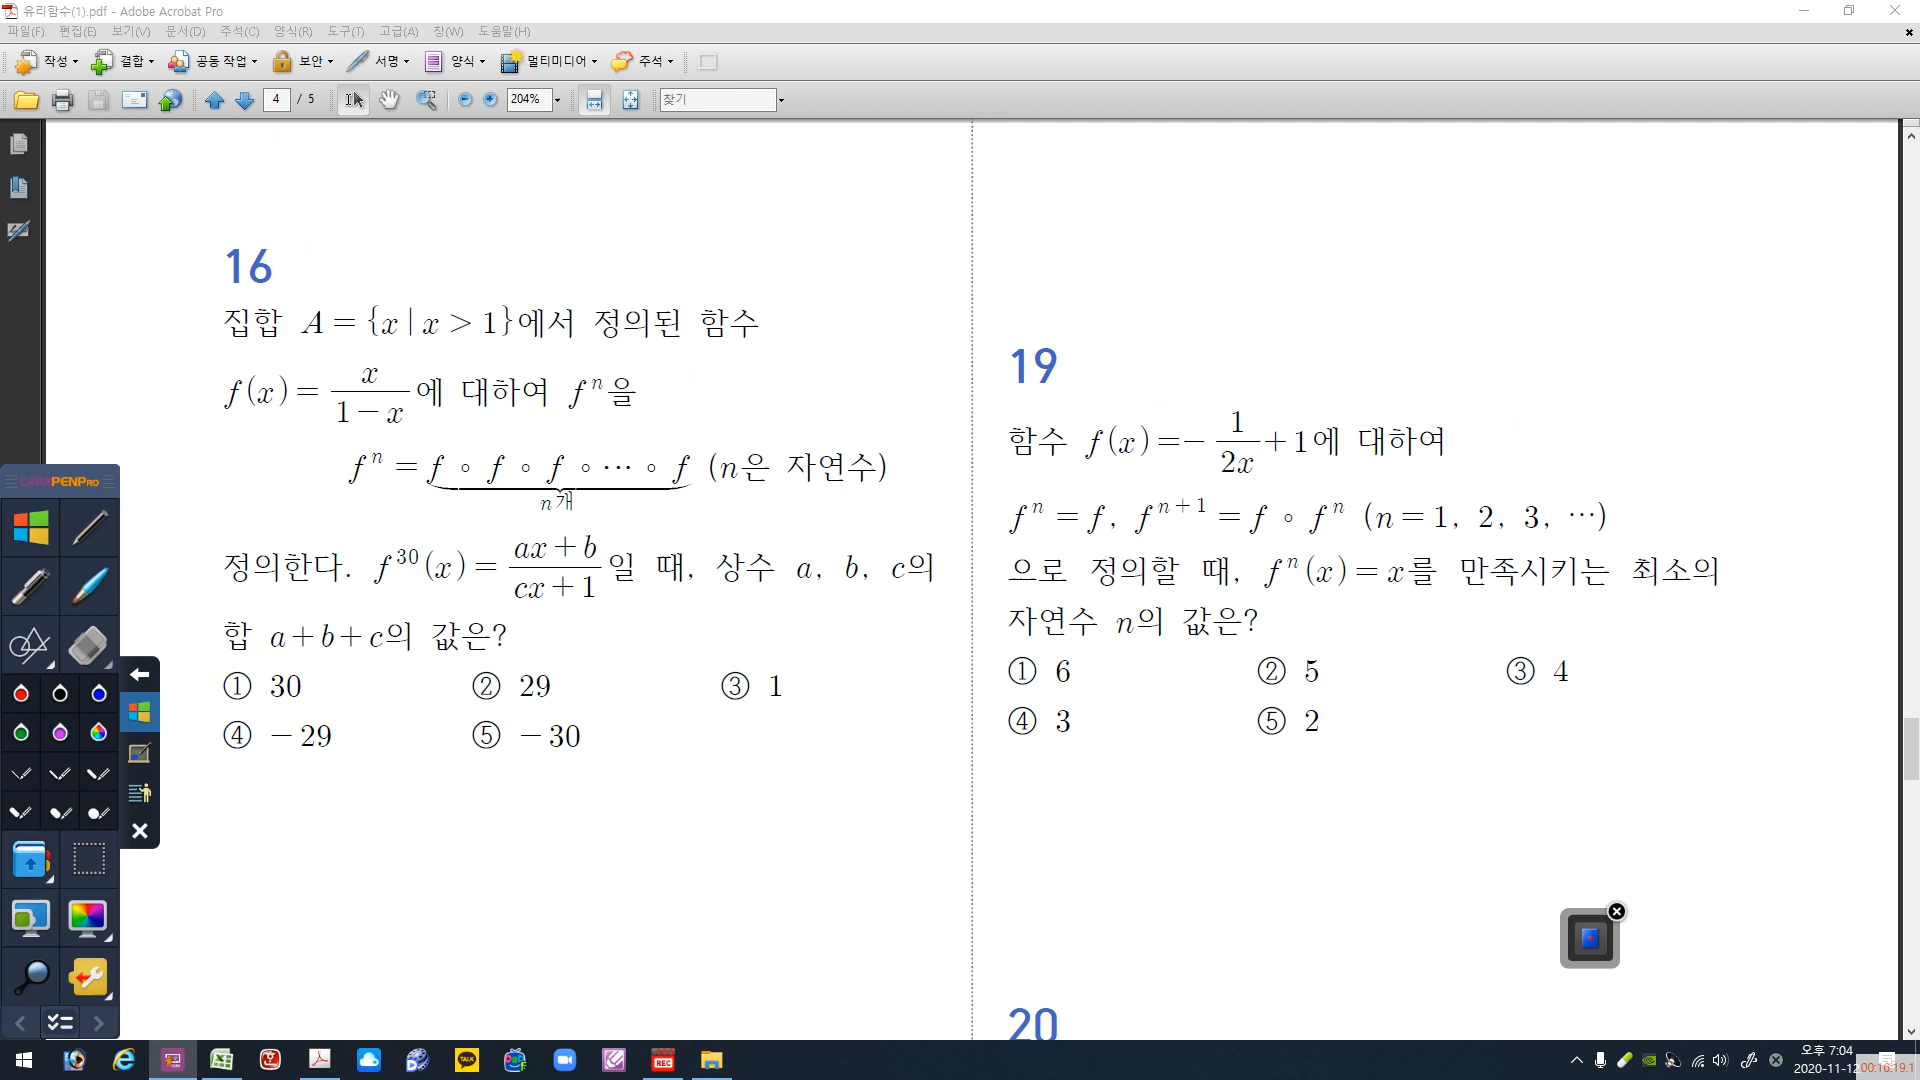 유리함수(1).pdf - Adobe Acrobat Pro
파일(F) 편집(E) 보기(V) 문서(D) 주석(C) 양식(R) 도구(T) 고급(A) 창(W) 도움말(H)
작성 결합 공동 작업 보안 서명 양식 멀티미디어 주석
4 / 5 204% 찾기
16
집합 A = {x | x > 1}에서 정의된 함수
f(x) = x/(1-x)에 대하여 f^n을
f^n = f ∘ f ∘ f ∘ ⋯ ∘ f (n은 자연수)
n개
정의한다. f^30(x) = (ax+b)/(cx+1)일 때, 상수 a, b, c의
합 a+b+c의 값은?
① 30 ② 29 ③ 1
④ -29 ⑤ -30
19
함수 f(x)=-1/(2x)+1에 대하여
f^n = f, f^(n+1) = f ∘ f^n (n=1, 2, 3, ⋯)
으로 정의할 때, f^n(x) = x를 만족시키는 최소의
자연수 n의 값은?
① 6 ② 5 ③ 4
④ 3 ⑤ 2
20
PENPRO
TALK
REC
오후 7:04
2020-11-12
00:16:19.1